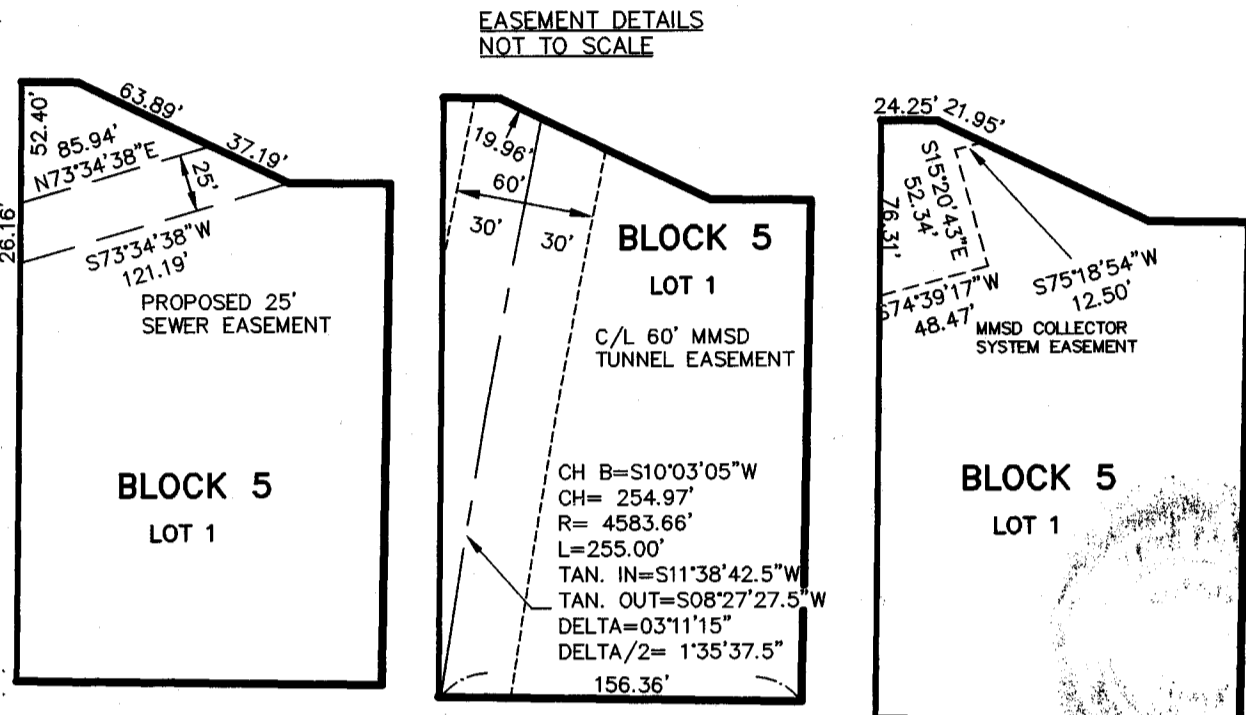 EASEMENT DETAILS
NOT TO SCALE
52.40'
63.89'
85.94'
N73°34'38"E
37.19'
25'
26.16'
S73°34'38"W
121.19'
PROPOSED 25'
SEWER EASEMENT
BLOCK 5
LOT 1
19.96'
60'
30'
30'
BLOCK 5
LOT 1
C/L 60' MMSD
TUNNEL EASEMENT
CH B=S10°03'05"W
CH= 254.97'
R= 4583.66'
L=255.00'
TAN. IN=S11°38'42.5"W
TAN. OUT=S08°27'27.5"W
DELTA=03°11'15"
DELTA/2= 1°35'37.5"
156.36'
24.25'
21.95'
S15°20'43"E
52.34'
76.31'
S74°39'17"W
48.47'
S75°18'54"W
12.50'
MMSD COLLECTOR
SYSTEM EASEMENT
BLOCK 5
LOT 1